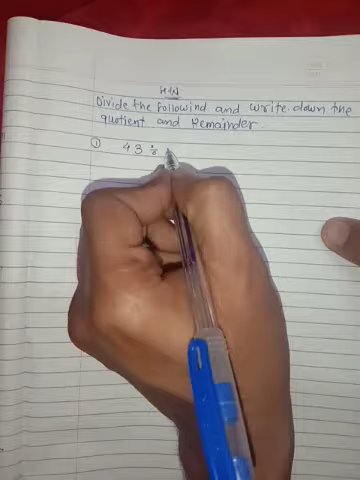 H.W
Divide the followind and write down the
quotient and Remainder.
① 43 ÷